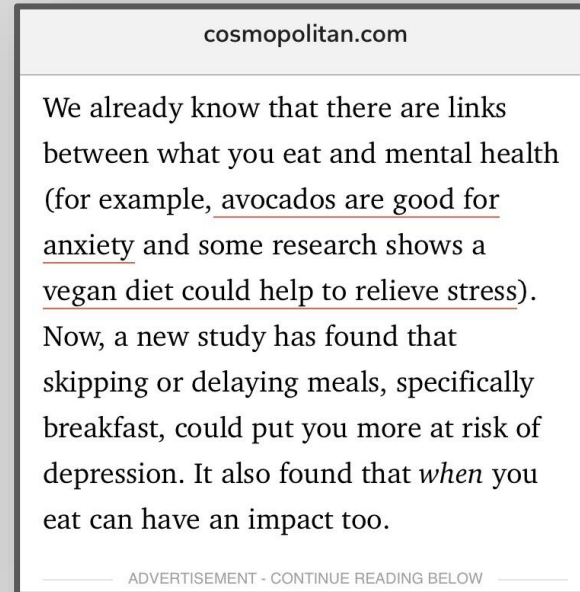 cosmopolitan.com
We already know that there are links
between what you eat and mental health
(for example, avocados are good for
anxiety and some research shows a
vegan diet could help to relieve stress).
Now, a new study has found that
skipping or delaying meals, specifically
breakfast, could put you more at risk of
depression. It also found that when you
eat can have an impact too.
ADVERTISEMENT - CONTINUE READING BELOW